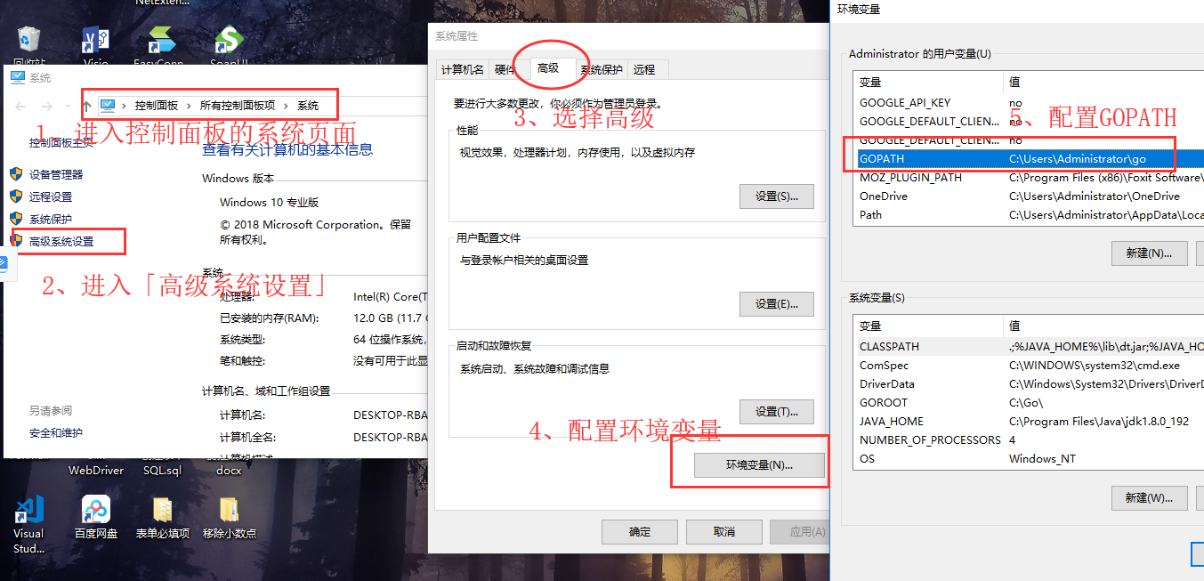 NetExten...
回收站
Visio
EasyConn
SoapUI
系统
控制面板 › 所有控制面板项 › 系统
1、进入控制面板的系统页面
控制面板主页
查看有关计算机的基本信息
设备管理器
远程设置
系统保护
高级系统设置
2、进入「高级系统设置」
Windows 版本
Windows 10 专业版
© 2018 Microsoft Corporation。保留
所有权利。
系统
处理器:
Intel(R) Core(T
已安装的内存(RAM):
12.0 GB (11.7
系统类型:
64 位操作系统,
笔和触控:
没有可用于此显
计算机名、域和工作组设置
计算机名:
DESKTOP-RBA
计算机全名:
DESKTOP-RBA
计算机描述:
另请参阅
安全和维护
WebDriver
SQL.sql
docx
Visual
Stud...
百度网盘
表单必填项
移除小数点
系统属性
计算机名
硬件
高级
系统保护
远程
要进行大多数更改，你必须作为管理员登录。
3、选择高级
性能
视觉效果，处理器计划，内存使用，以及虚拟内存
设置(S)...
用户配置文件
与登录帐户相关的桌面设置
设置(E)...
启动和故障恢复
系统启动、系统故障和调试信息
设置(T)...
4、配置环境变量
环境变量(N)...
确定
取消
应用(A)
环境变量
Administrator 的用户变量(U)
变量 值
GOOGLE_API_KEY no
GOOGLE_DEFAULT_CLIEN... no
GOOGLE_DEFAULT_CLIEN... no
5、配置GOPATH
GOPATH C:\Users\Administrator\go
MOZ_PLUGIN_PATH C:\Program Files (x86)\Foxit Software\
OneDrive C:\Users\Administrator\OneDrive
Path C:\Users\Administrator\AppData\Loca
新建(N)...
系统变量(S)
变量 值
CLASSPATH .;%JAVA_HOME%\lib\dt.jar;%JAVA_HO
ComSpec C:\WINDOWS\system32\cmd.exe
DriverData C:\Windows\System32\Drivers\DriverD
GOROOT C:\Go\
JAVA_HOME C:\Program Files\Java\jdk1.8.0_192
NUMBER_OF_PROCESSORS 4
OS Windows_NT
新建(W)...